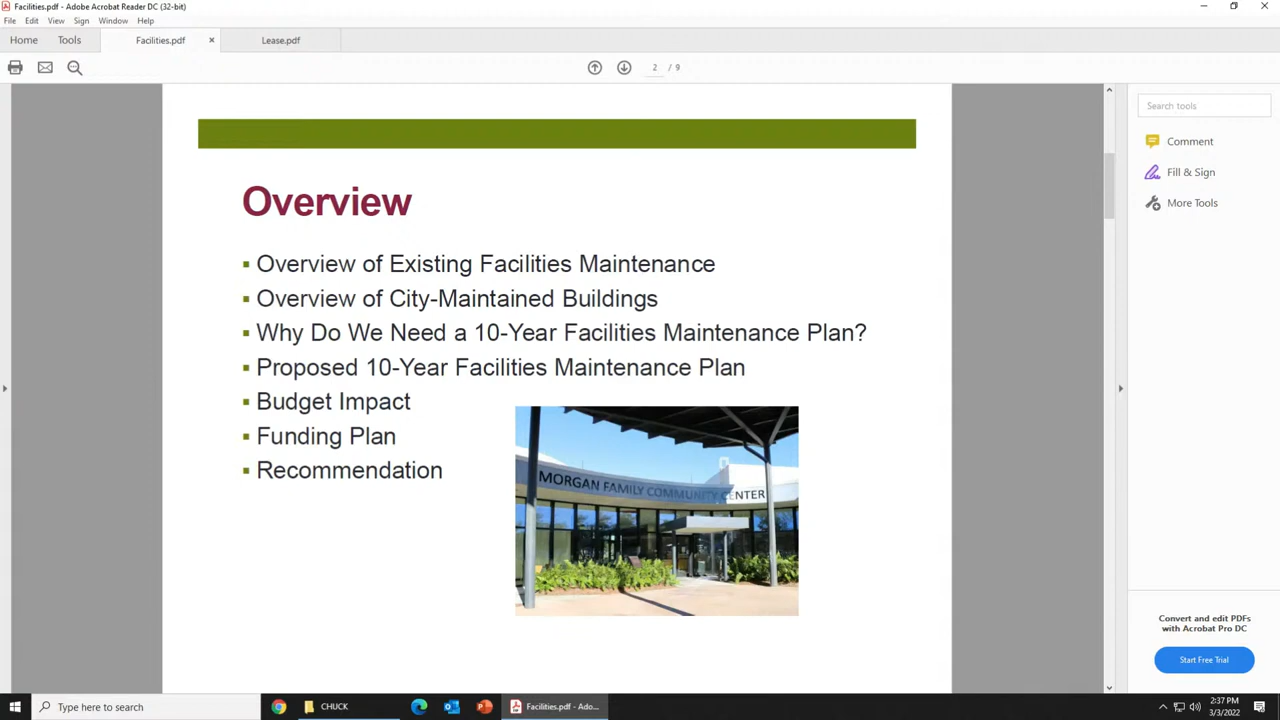 Facilities.pdf - Adobe Acrobat Reader DC (32-bit)
File Edit View Sign Window Help
Home Tools Facilities.pdf × Lease.pdf
2 / 9
Search tools
Comment
Fill & Sign
More Tools
Overview
▪ Overview of Existing Facilities Maintenance
▪ Overview of City-Maintained Buildings
▪ Why Do We Need a 10-Year Facilities Maintenance Plan?
▪ Proposed 10-Year Facilities Maintenance Plan
▪ Budget Impact
▪ Funding Plan
▪ Recommendation
MORGAN FAMILY COMMUNITY CENTER
Convert and edit PDFs
with Acrobat Pro DC
Start Free Trial
Type here to search
CHUCK
Facilities.pdf - Ado...
2:37 PM
3/3/2022